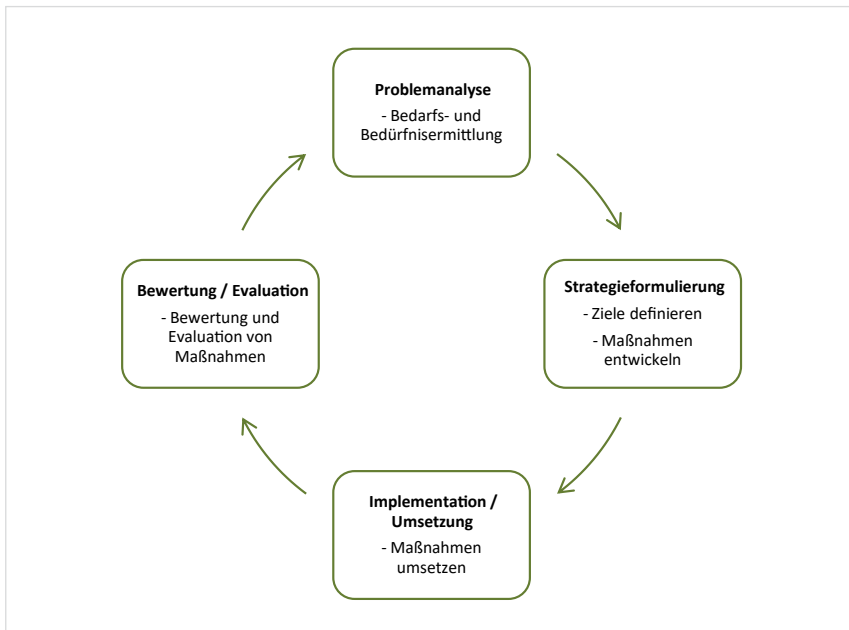 Problemanalyse
- Bedarfs- und
Bedürfnisermittlung
Strategieformulierung
- Ziele definieren
- Maßnahmen
entwickeln
Implementation /
Umsetzung
- Maßnahmen
umsetzen
Bewertung / Evaluation
- Bewertung und
Evaluation von
Maßnahmen